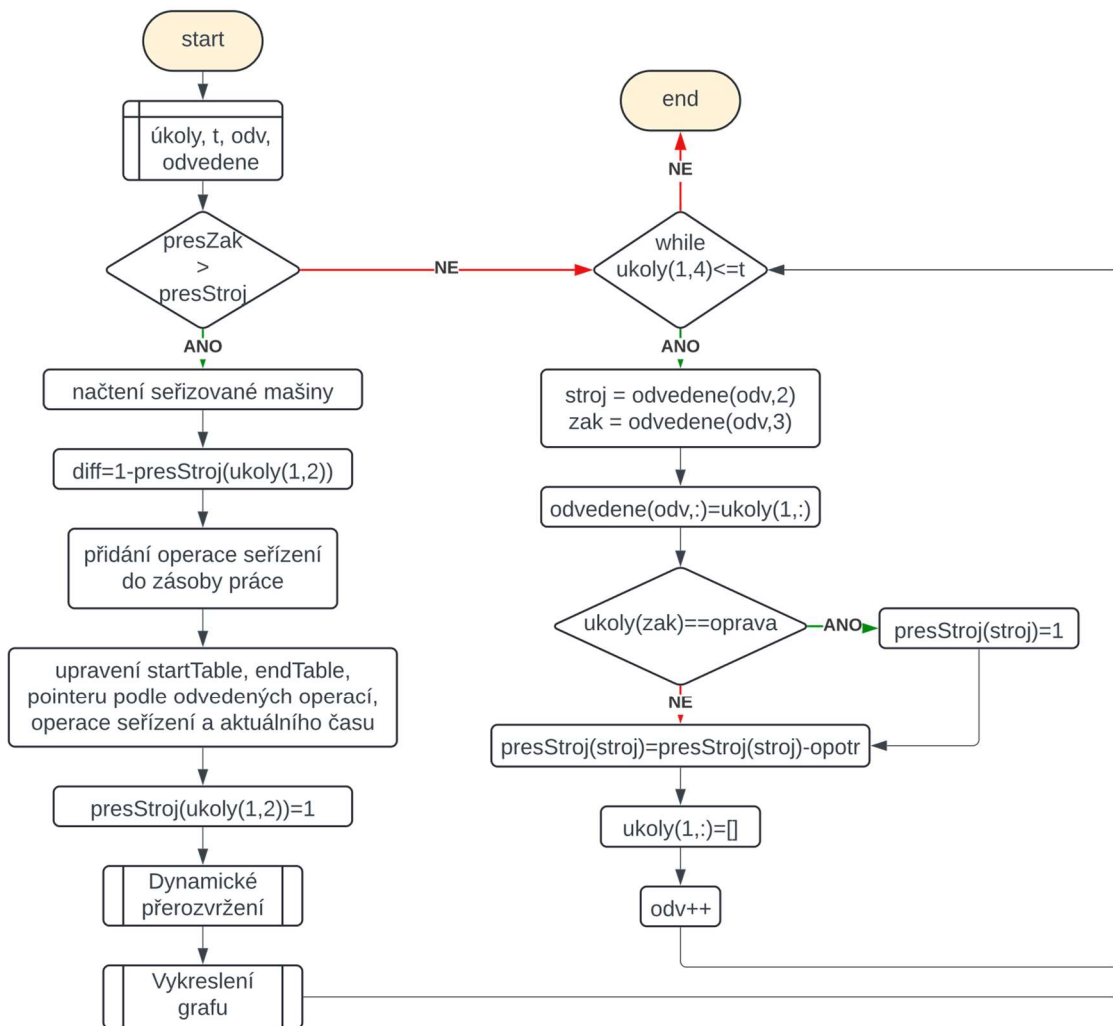 start
úkoly, t, odv,
odvedene
presZak
>
presStroj
NE
ANO
načtení seřizované mašiny
diff=1-presStroj(ukoly(1,2))
přidání operace seřízení
do zásoby práce
upravení startTable, endTable,
pointeru podle odvedených operací,
operace seřízení a aktuálního času
presStroj(ukoly(1,2))=1
Dynamické
přerozvržení
Vykreslení
grafu
end
NE
while
ukoly(1,4)<=t
ANO
stroj = odvedene(odv,2)
zak = odvedene(odv,3)
odvedene(odv,:)=ukoly(1,:)
ukoly(zak)==oprava
ANO
presStroj(stroj)=1
NE
presStroj(stroj)=presStroj(stroj)-opotr
ukoly(1,:)=[]
odv++